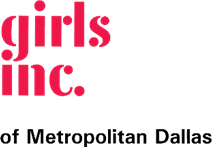 girls
inc.
of Metropolitan Dallas